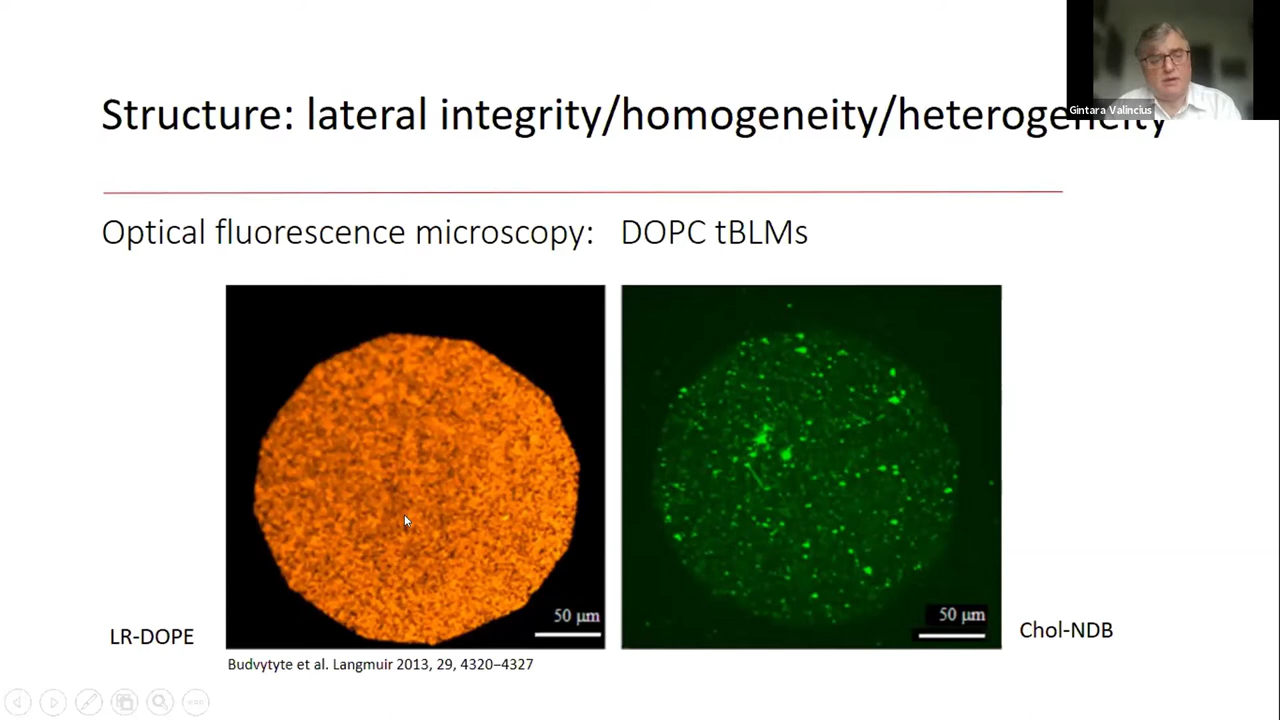 Structure: lateral integrity/homogeneity/heterogeneity
Gintara Valincius
Optical fluorescence microscopy: DOPC tBLMs
50 µm
50 µm
LR-DOPE
Chol-NDB
Budvytyte et al. Langmuir 2013, 29, 4320–4327